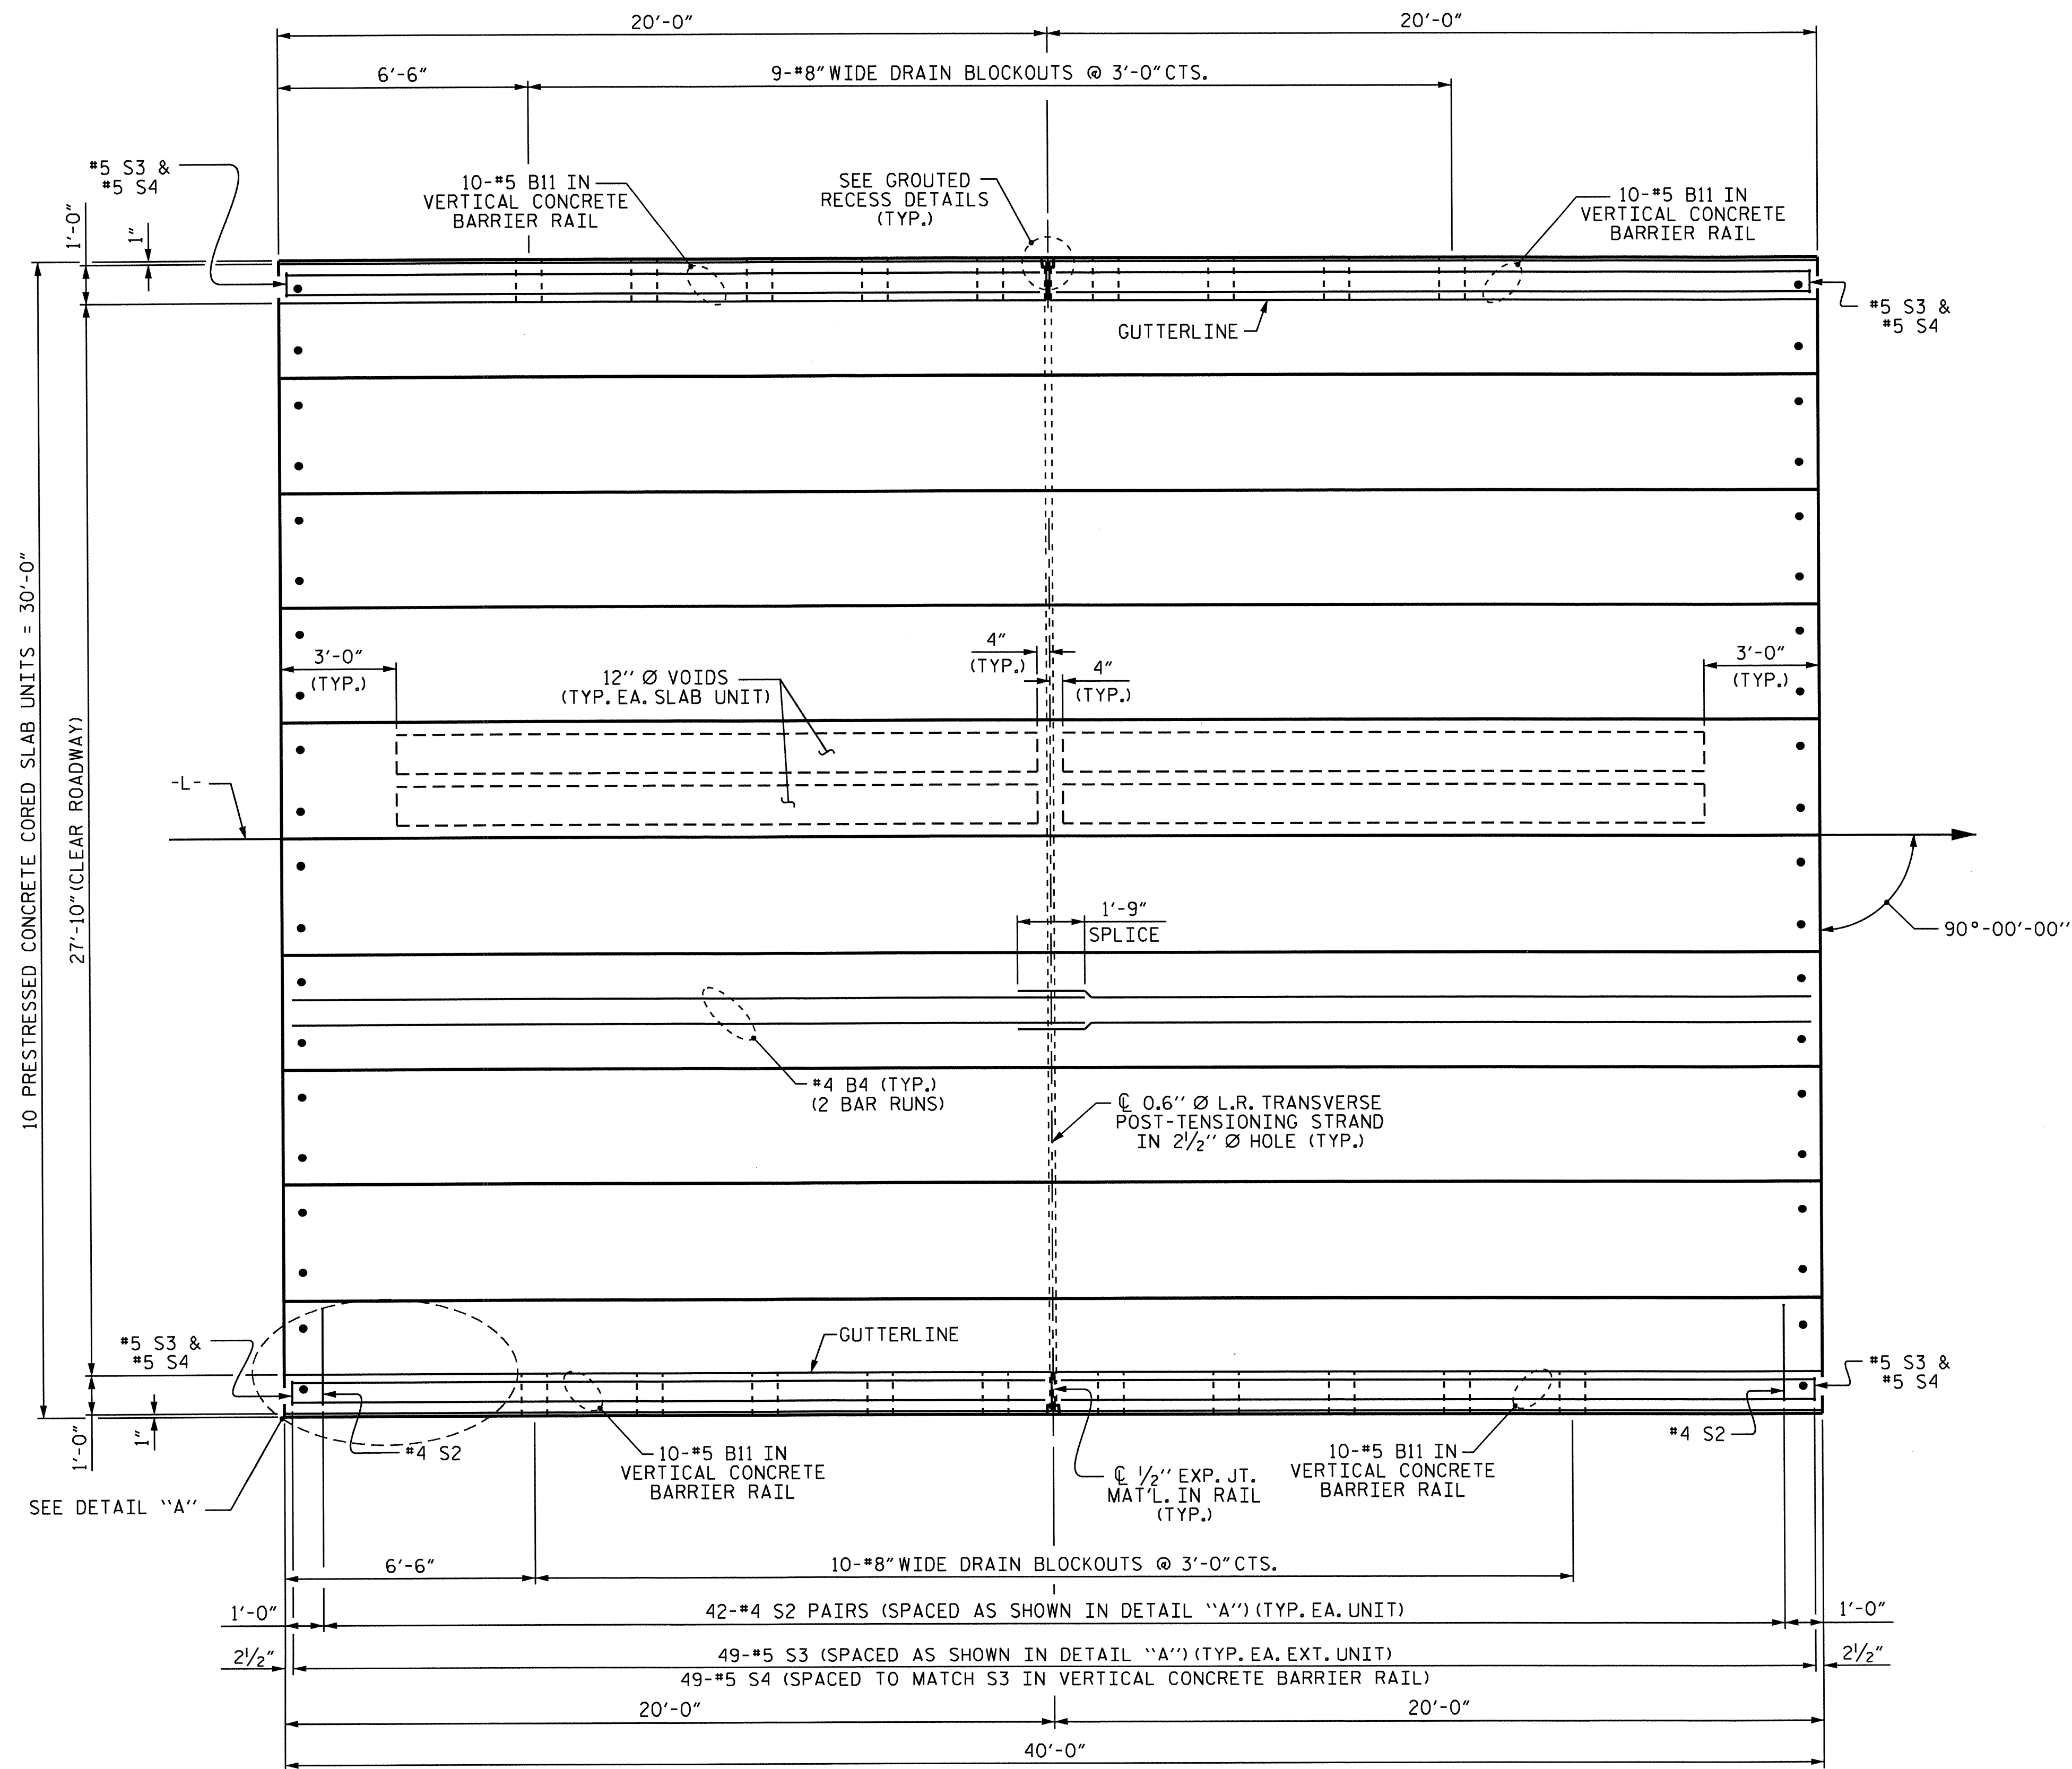 20'-0"
20'-0"
6'-6"
9-#8" WIDE DRAIN BLOCKOUTS @ 3'-0" CTS.
#5 S3 &
#5 S4
1'-0"
1"
10-#5 B11 IN
VERTICAL CONCRETE
BARRIER RAIL
SEE GROUTED
RECESS DETAILS
(TYP.)
10-#5 B11 IN
VERTICAL CONCRETE
BARRIER RAIL
GUTTERLINE
#5 S3 &
#5 S4
10 PRESTRESSED CONCRETE CORED SLAB UNITS = 30'-0"
27'-10" (CLEAR ROADWAY)
3'-0"
(TYP.)
12'' Ø VOIDS
(TYP. EA. SLAB UNIT)
4"
(TYP.)
4"
(TYP.)
3'-0"
(TYP.)
-L-
90°-00'-00''
1'-9"
SPLICE
#4 B4 (TYP.)
(2 BAR RUNS)
℄ 0.6'' Ø L.R. TRANSVERSE
POST-TENSIONING STRAND
IN 2½'' Ø HOLE (TYP.)
#5 S3 &
#5 S4
GUTTERLINE
#5 S3 &
#5 S4
1'-0"
1"
#4 S2
10-#5 B11 IN
VERTICAL CONCRETE
BARRIER RAIL
℄ ½'' EXP. JT.
MAT'L. IN RAIL
(TYP.)
10-#5 B11 IN
VERTICAL CONCRETE
BARRIER RAIL
#4 S2
SEE DETAIL "A"
6'-6"
10-#8" WIDE DRAIN BLOCKOUTS @ 3'-0" CTS.
1'-0"
42-#4 S2 PAIRS (SPACED AS SHOWN IN DETAIL "A") (TYP. EA. UNIT)
1'-0"
2½"
49-#5 S3 (SPACED AS SHOWN IN DETAIL "A") (TYP. EA. EXT. UNIT)
2½"
49-#5 S4 (SPACED TO MATCH S3 IN VERTICAL CONCRETE BARRIER RAIL)
20'-0"
20'-0"
40'-0"